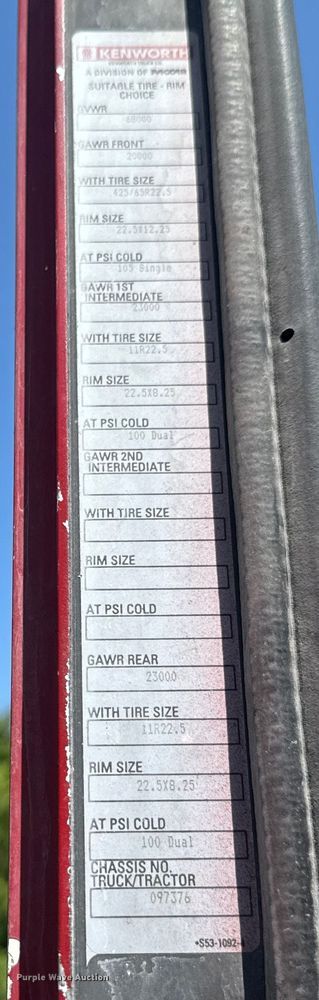 KENWORTH
KENWORTH TRUCK CO.
A DIVISION OF PACCAR
SUITABLE TIRE - RIM
CHOICE
GVWR
GAWR FRONT
20000
WITH TIRE SIZE
425/65R22.5
RIM SIZE
22.5X12.25
AT PSI COLD
105 Single
GAWR 1ST
INTERMEDIATE
23000
WITH TIRE SIZE
11R22.5
RIM SIZE
22.5X8.25
AT PSI COLD
100 Dual
GAWR 2ND
INTERMEDIATE
WITH TIRE SIZE
RIM SIZE
AT PSI COLD
GAWR REAR
23000
WITH TIRE SIZE
11R22.5
RIM SIZE
22.5X8.25
AT PSI COLD
100 Dual
CHASSIS NO.
TRUCK/TRACTOR
097376
Purple Wave Auction